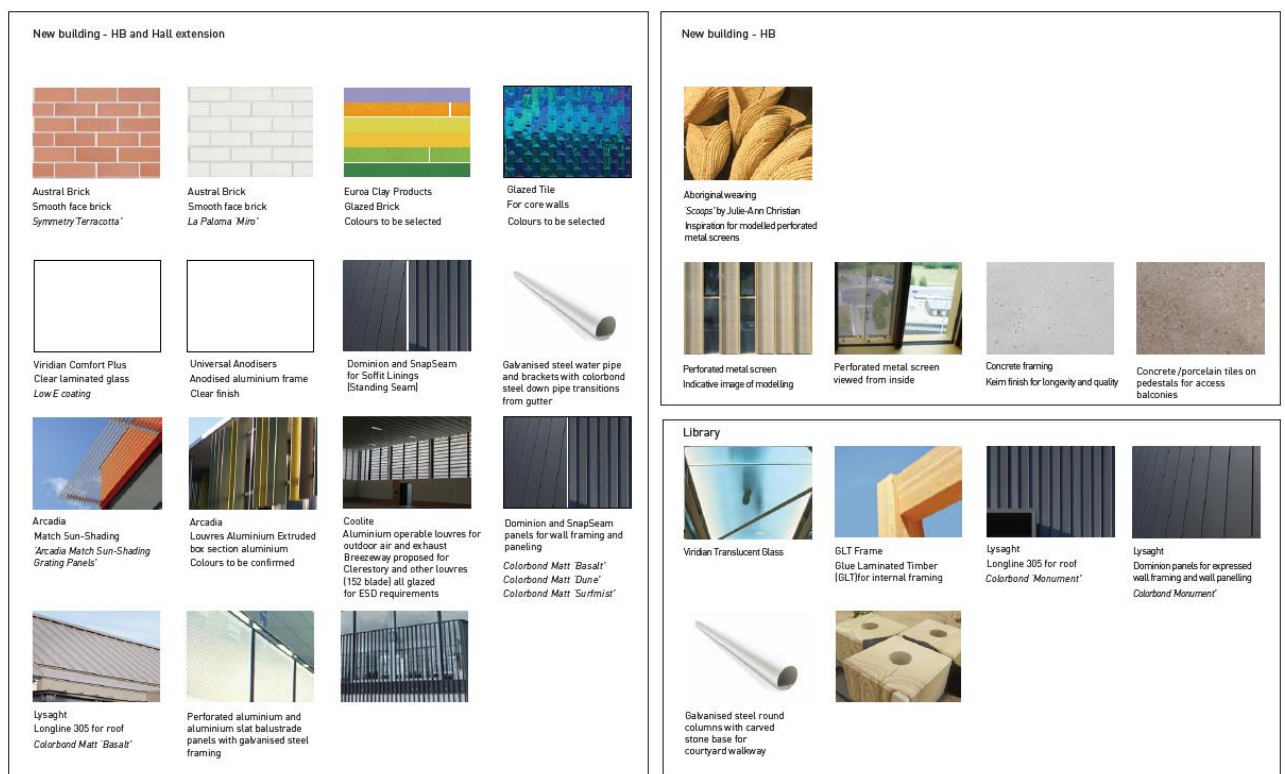 New building - HB and Hall extension
Austral Brick
Smooth face brick
Symmetry Terracotta'
Austral Brick
Smooth face brick
La Paloma 'Miro'
Euroa Clay Products
Glazed Brick
Colours to be selected
Glazed Tile
For core walls
Colours to be selected
Viridian Comfort Plus
Clear laminated glass
Low E coating
Universal Anodisers
Anodised aluminium frame
Clear finish
Dominion and SnapSeam
for Soffit Linings
(Standing Seam)
Galvanised steel water pipe
and brackets with colorbond
steel down pipe transitions
from gutter
Arcadia
Match Sun-Shading
'Arcadia Match Sun-Shading
Grating Panels'
Arcadia
Louvres Aluminium Extruded
box section aluminium
Colours to be confirmed
Coolite
Aluminium operable louvres for
outdoor air and exhaust
Breezeway proposed for
Clerestory and other louvres
(152 blade) all glazed
for ESD requirements
Dominion and SnapSeam
panels for wall framing and
paneling
Colorbond Matt 'Basalt'
Colorbond Matt 'Dune'
Colorbond Matt 'Surfmist'
Lysaght
Longline 305 for roof
Colorbond Matt 'Basalt'
Perforated aluminium and
aluminium slat balustrade
panels with galvanised steel
framing
New building - HB
Aboriginal weaving
'Scoops' by Julie-Ann Christian
Inspiration for modelled perforated
metal screens
Perforated metal screen
Indicative image of modelling
Perforated metal screen
viewed from inside
Concrete framing
Keim finish for longevity and quality
Concrete /porcelain tiles on
pedestals for access
balconies
Library
Viridian Translucent Glass
GLT Frame
Glue Laminated Timber
(GLT)for internal framing
Lysaght
Longline 305 for roof
Colorbond 'Monument'
Lysaght
Dominion panels for expressed
wall framing and wall panelling
Colorbond 'Monument'
Galvanised steel round
columns with carved
stone base for
courtyard walkway